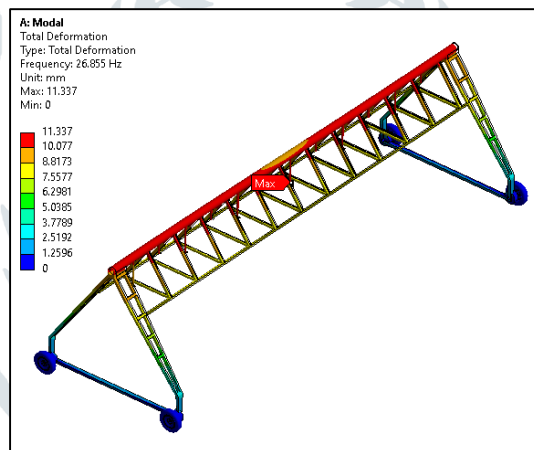 A: Modal
Total Deformation
Type: Total Deformation
Frequency: 26.855 Hz
Unit: mm
Max: 11.337
Min: 0
11.337
10.077
8.8173
7.5577
6.2981
5.0385
3.7789
2.5192
1.2596
0
Max